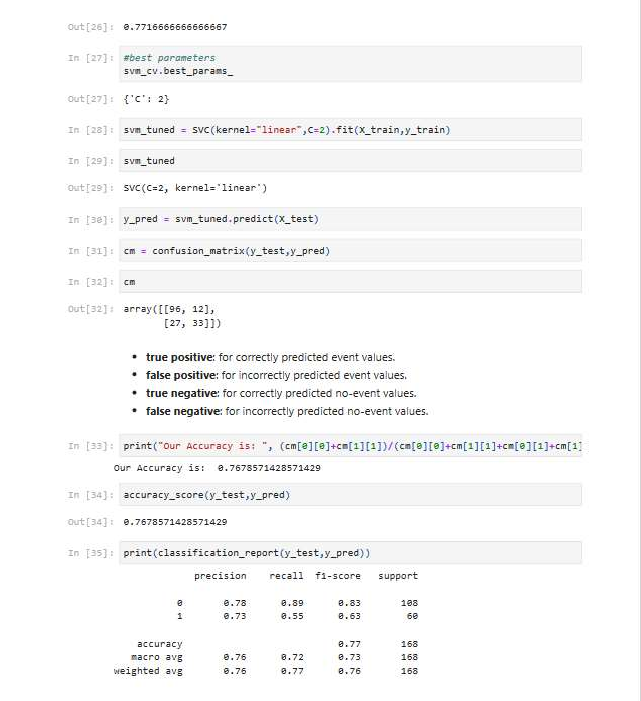 Out[26]: 0.7716666666666667
In [27]: #best parameters
svm_cv.best_params_
Out[27]: {'C': 2}
In [28]: svm_tuned = SVC(kernel="linear",C=2).fit(X_train,y_train)
In [29]: svm_tuned
Out[29]: SVC(C=2, kernel='linear')
In [30]: y_pred = svm_tuned.predict(X_test)
In [31]: cm = confusion_matrix(y_test,y_pred)
In [32]: cm
Out[32]: array([[96, 12],
[27, 33]])
• true positive: for correctly predicted event values.
• false positive: for incorrectly predicted event values.
• true negative: for correctly predicted no-event values.
• false negative: for incorrectly predicted no-event values.
In [33]: print("Our Accuracy is: ", (cm[0][0]+cm[1][1])/(cm[0][0]+cm[1][1]+cm[0][1]+cm[1]
Our Accuracy is:  0.7678571428571429
In [34]: accuracy_score(y_test,y_pred)
Out[34]: 0.7678571428571429
In [35]: print(classification_report(y_test,y_pred))
precision recall f1-score support
0 0.78 0.89 0.83 108
1 0.73 0.55 0.63 60
accuracy 0.77 168
macro avg 0.76 0.72 0.73 168
weighted avg 0.76 0.77 0.76 168